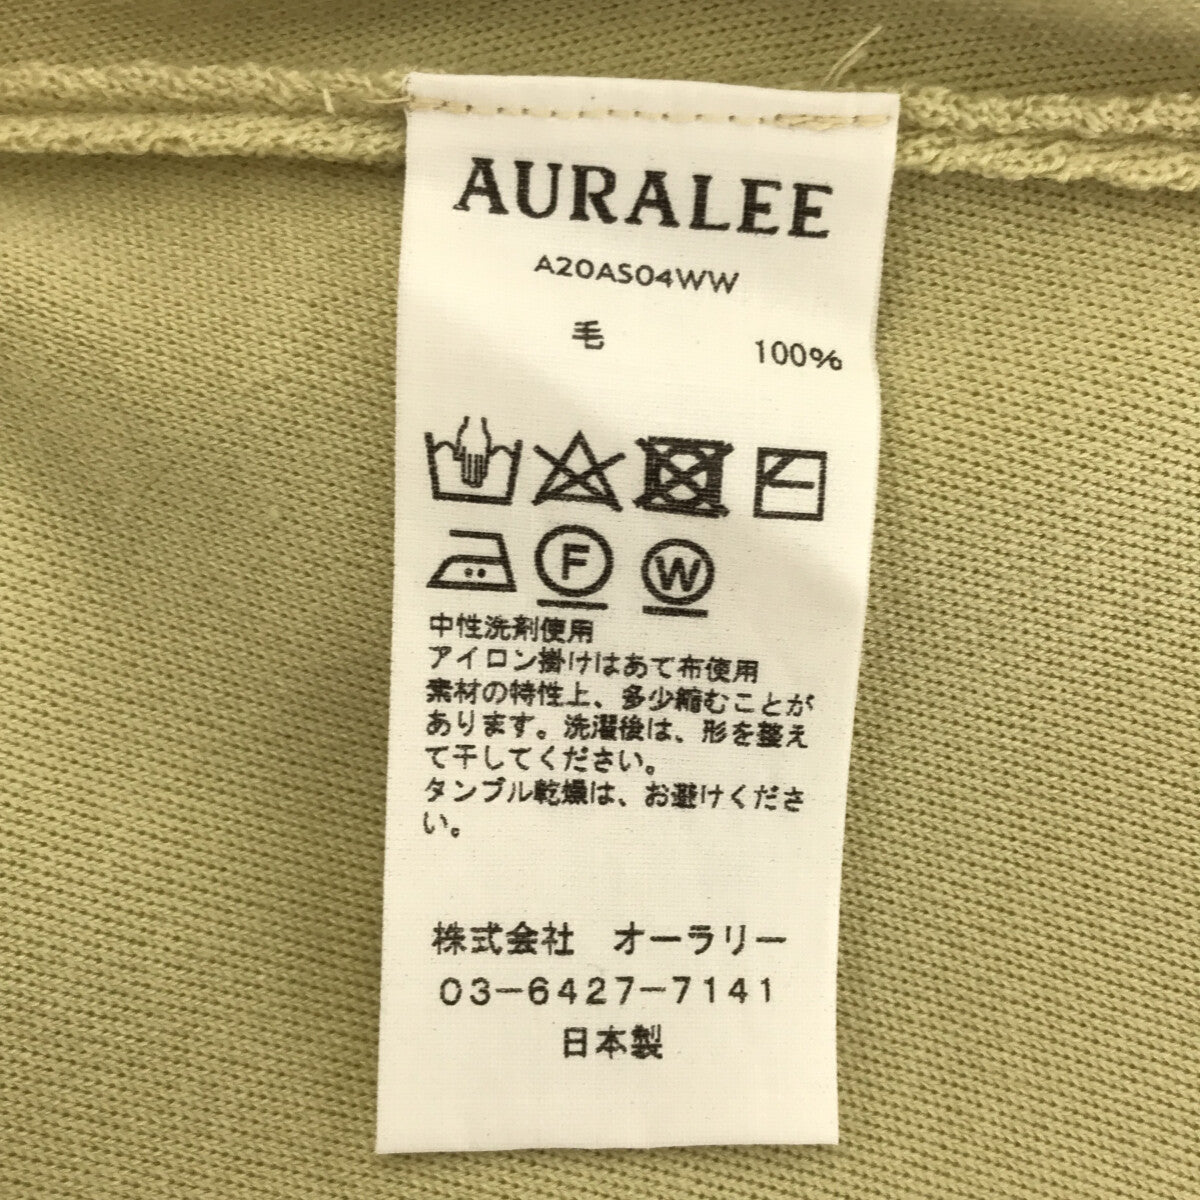 AURALEE
A20AS04WW
毛 100%
F W
中性洗剤使用
アイロン掛けはあて布使用
素材の特性上、多少縮むことが
あります。洗濯後は、形を整え
て干してください。
タンブル乾燥は、お避けくださ
い。
株式会社 オーラリー
03-6427-7141
日本製